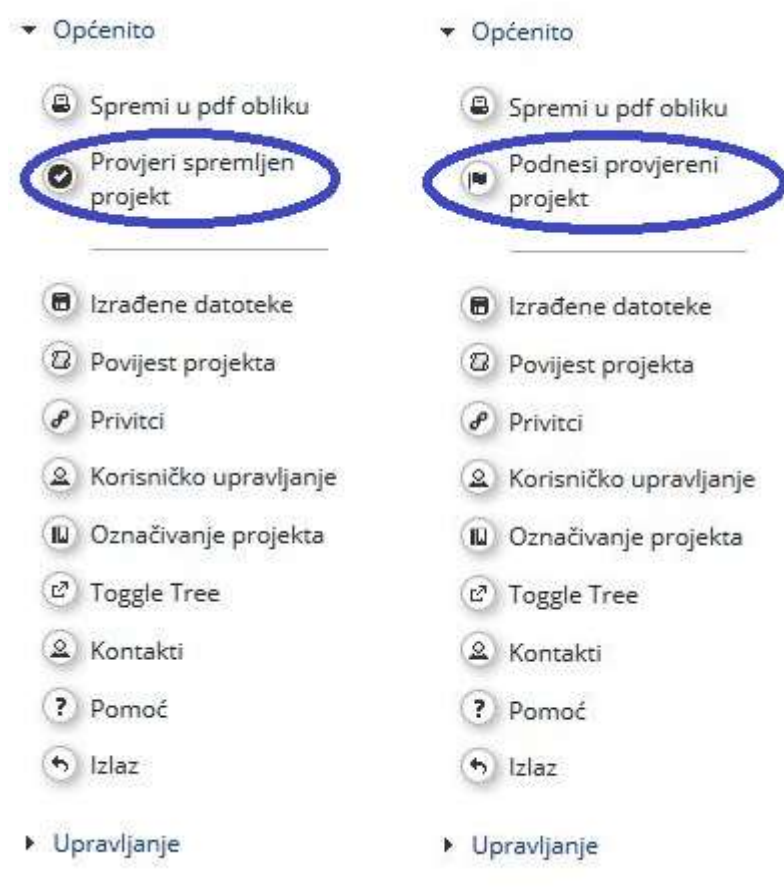 Općenito
Spremi u pdf obliku
Provjeri spremljen
projekt
Izrađene datoteke
Povijest projekta
Privitci
Korisničko upravljanje
Označivanje projekta
Toggle Tree
Kontakti
Pomoć
Izlaz
Upravljanje
Općenito
Spremi u pdf obliku
Podnesi provjereni
projekt
Izrađene datoteke
Povijest projekta
Privitci
Korisničko upravljanje
Označivanje projekta
Toggle Tree
Kontakti
Pomoć
Izlaz
Upravljanje